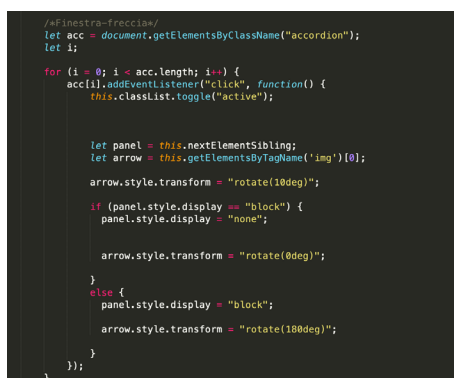 /*Finestra-freccia*/
let acc = document.getElementsByClassName("accordion");
let i;
for (i = 0; i < acc.length; i++) {
acc[i].addEventListener("click", function() {
this.classList.toggle("active");
let panel = this.nextElementSibling;
let arrow = this.getElementsByTagName('img')[0];
arrow.style.transform = "rotate(10deg)";
if (panel.style.display == "block") {
panel.style.display = "none";
arrow.style.transform = "rotate(0deg)";
}
else {
panel.style.display = "block";
arrow.style.transform = "rotate(180deg)";
}
});
}